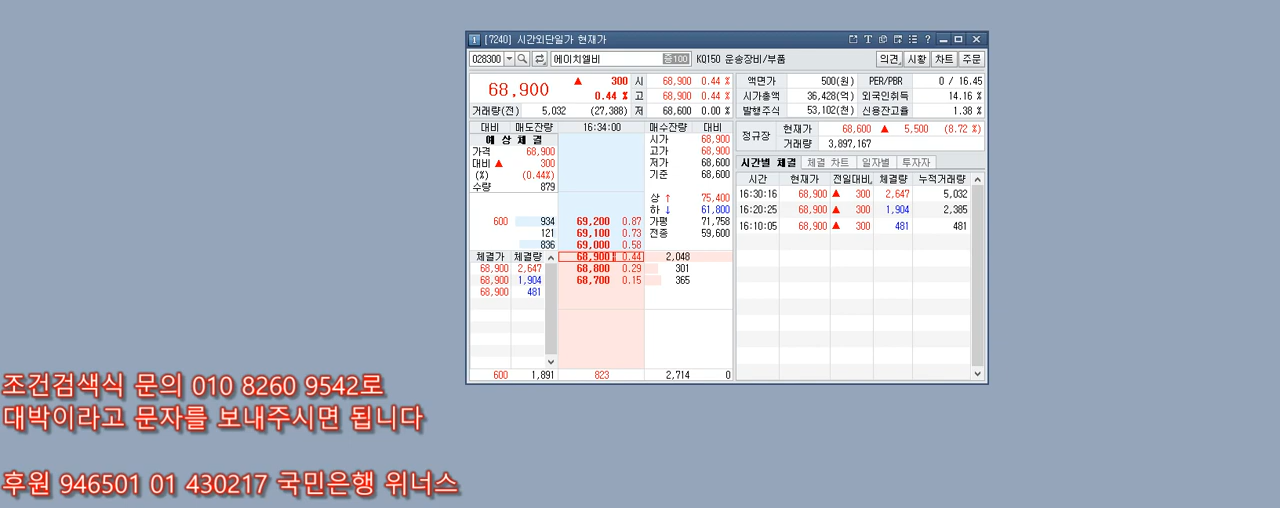 [7240] 시간외단일가 현재가
028300 에이치엘비 증100 KQ150 운송장비/부품 의견 시황 차트 주문
68,900 ▲ 300 0.44 %
시 68,900 0.44 %
고 68,900 0.44 %
저 68,600 0.00 %
거래량(전) 5,032 (27,388)
액면가 500(원) PER/PBR 0 / 16.45
시가총액 36,428(억) 외국인취득 14.16 %
발행주식 53,102(천) 신용잔고율 1.38 %
대비 매도잔량 16:34:00 매수잔량 대비
예 상 체 결
가격 68,900
대비 ▲ 300
(%) (0.44%)
수량 879
시가 68,900
고가 68,900
저가 68,600
기준 68,600
상 ↑ 75,400
하 ↓ 61,800
가평 71,758
전종 59,600
600 934 69,200 0.87
121 69,100 0.73
836 69,000 0.58
68,900 0.44 2,048
68,800 0.29 301
68,700 0.15 365
체결가 체결량
68,900 2,647
68,900 1,904
68,900 481
600 1,891 823 2,714 0
정규장 현재가 68,600 ▲ 5,500 (8.72 %)
거래량 3,897,167
시간별 체결 체결 차트 일자별 투자자
시간 현재가 전일대비 체결량 누적거래량
16:30:16 68,900 ▲ 300 2,647 5,032
16:20:25 68,900 ▲ 300 1,904 2,385
16:10:05 68,900 ▲ 300 481 481
조건검색식 문의 010 8260 9542로
대박이라고 문자를 보내주시면 됩니다
후원 946501 01 430217 국민은행 위너스